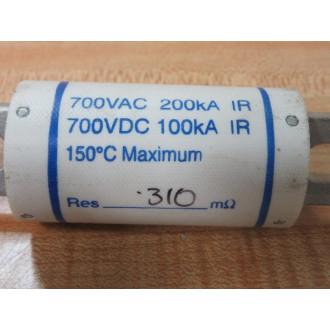 700VAC 200kA IR
700VDC 100kA IR
150°C Maximum
Res .310 mΩ